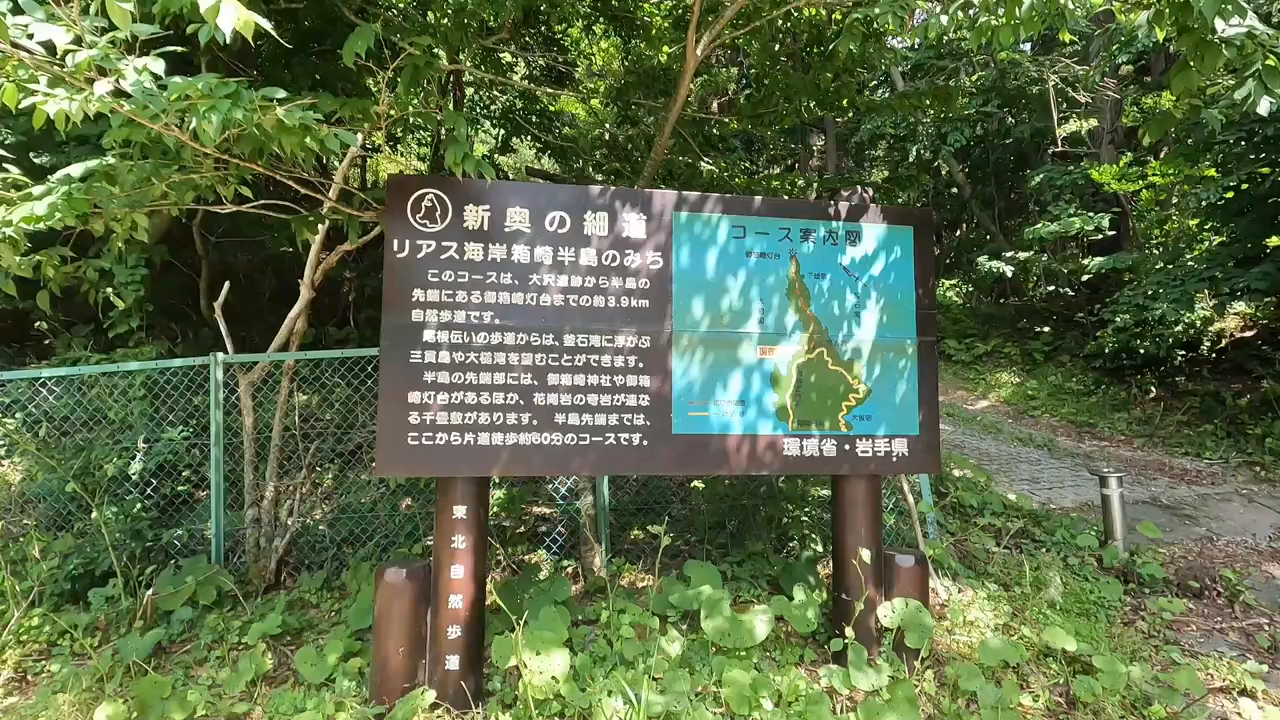 新奥の細道
リアス海岸箱崎半島のみち
このコースは、大沢遺跡から半島の
先端にある御箱崎灯台までの約3.9km
自然歩道です。
尾根伝いの歩道からは、釜石湾に浮かぶ
三貫島や大槌湾を望むことができます。
半島の先端部には、御箱崎神社や御箱
崎灯台があるほか、花崗岩の奇岩が連な
る千畳敷があります。 半島先端までは、
ここから片道徒歩約60分のコースです。
コース案内図
御箱崎灯台
千畳敷
現在
大仮宿
環境省・岩手県
東北自然歩道